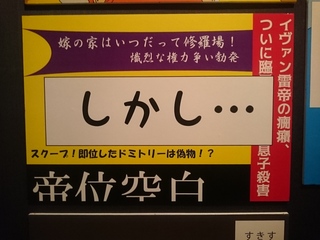 イヴァン雷帝の癇癪、
ついに臨 息子殺害
嫁の家はいつだって修羅場！
熾烈な権力争い勃発
しかし…
スクープ！即位したドミトリーは偽物！？
帝位空白
すきす